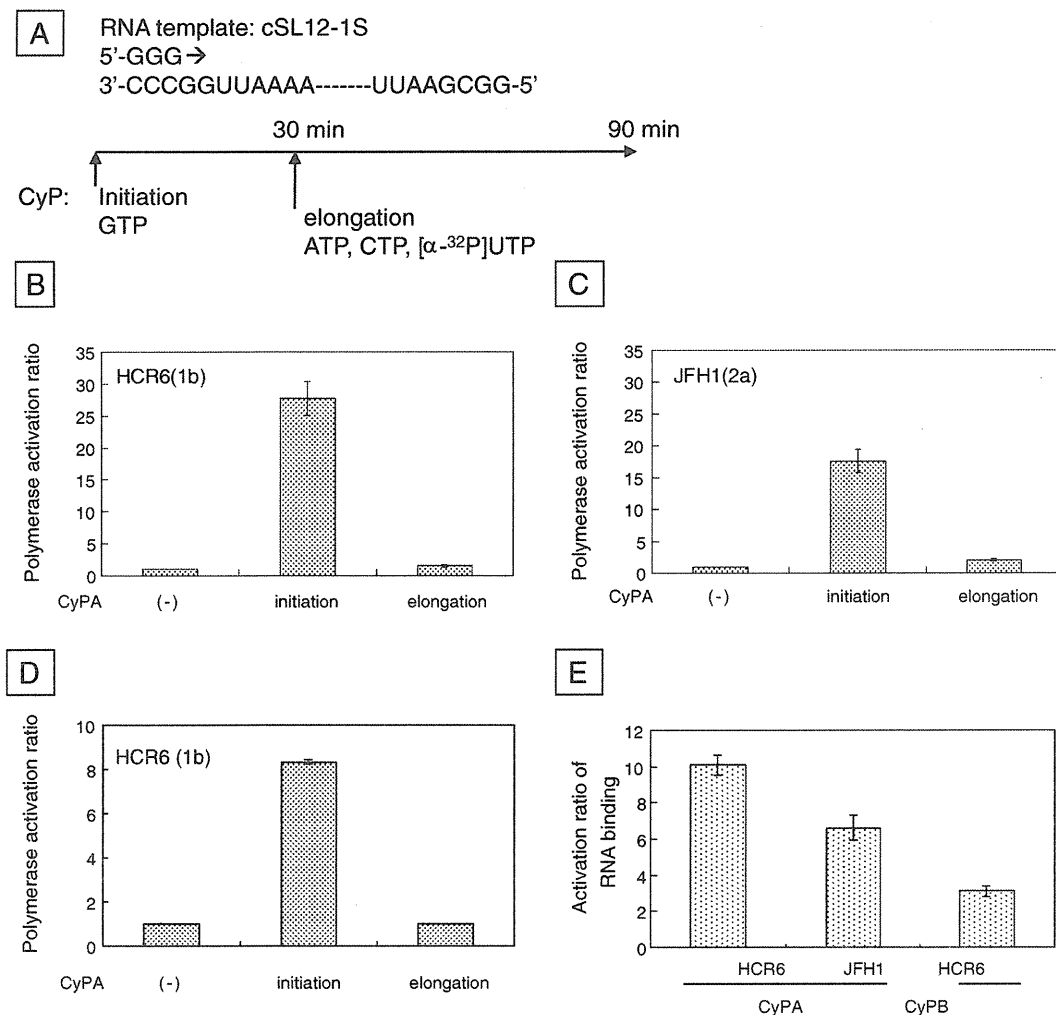 A
RNA template: cSL12-1S
5'-GGG→
3'-CCCGGUUAAAA-------UUAAGCGG-5'
30 min
90 min
CyP:
Initiation
GTP
elongation
ATP, CTP, [α-³²P]UTP
B
Polymerase activation ratio
35
30
25
20
15
10
5
0
HCR6(1b)
CyPA
(-)
initiation
elongation
C
Polymerase activation ratio
35
30
25
20
15
10
5
0
JFH1(2a)
CyPA
(-)
initiation
elongation
D
Polymerase activation ratio
10
8
6
4
2
0
HCR6 (1b)
CyPA
(-)
initiation
elongation
E
Activation ratio of
RNA binding
12
10
8
6
4
2
0
HCR6
JFH1
HCR6
CyPA
CyPB